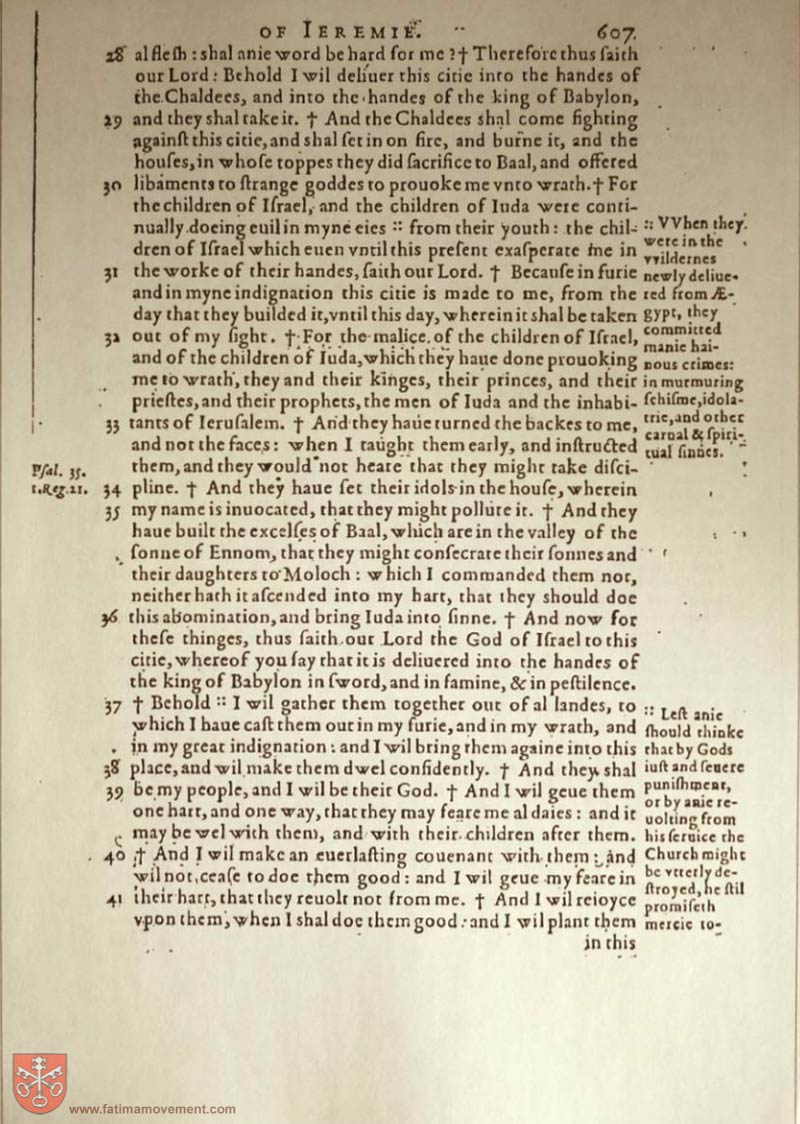 OF IEREMIE. 607.
28 al flesh : shal anie word be hard for me ? † Therefore thus saith
our Lord : Behold I wil deliuer this citie into the handes of
the Chaldees, and into the handes of the king of Babylon,
29 and they shal take it. † And the Chaldees shal come fighting
against this citie, and shal set in on fire, and burne it, and the
houses, in whose toppes they did sacrifice to Baal, and offered
30 libaments to strange goddes to prouoke me vnto wrath. † For
the children of Israel, and the children of Iuda were conti-
nually doeing euil in myne eies :: from their youth : the chil-
dren of Israel which euen vntil this present exasperate me in
31 the worke of their handes, saith our Lord. † Because in furie
and in myne indignation this citie is made to me, from the
day that they builded it, vntil this day, wherein it shal be taken
32 out of my sight. † For the malice of the children of Israel,
and of the children of Iuda, which they haue done prouoking
me to wrath, they and their kinges, their princes, and their
priestes, and their prophets, the men of Iuda and the inhabi-
33 tants of Ierusalem. † And they haue turned the backes to me,
and not the faces : when I taught them early, and instructed
them, and they would not heare that they might take disci-
34 pline. † And they haue set their idols in the house, wherein
35 my name is inuocated, that they might pollute it. † And they
haue built the excelses of Baal, which are in the valley of the
sonne of Ennom, that they might consecrate their sonnes and
their daughters to Moloch : which I commanded them not,
neither hath it ascended into my hart, that they should doe
36 this abomination, and bring Iuda into sinne. † And now for
these thinges, thus saith our Lord the God of Israel to this
citie, whereof you say that it is deliuered into the handes of
the king of Babylon in sword, and in famine, & in pestilence.
37 † Behold :: I wil gather them together out of al landes, to
which I haue cast them out in my furie, and in my wrath, and
in my great indignation : and I wil bring them againe into this
38 place, and wil make them dwel confidently. † And they shal
39 be my people, and I wil be their God. † And I wil geue them
one hart, and one way, that they may feare me al daies : and it
may be wel with them, and with their children after them.
40 † And I wil make an euerlasting couenant with them : and
wil not cease to doe them good : and I wil geue my feare in
41 their hart, that they reuolt not from me. † And I wil reioyce
vpon them, when I shal doe them good : and I wil plant them
in this
Psal. 35.
1. Reg. 21.
:: VVhen they
were in the
vvildernes
newly deliue-
red from Æ-
gypt, they
committed
manie hai-
nous crimes:
in murmuring
schisme, idola-
trie, and other
carnal & spiri-
tual sinnes.
:: Lest anie
should thinke
that by Gods
iust and seuere
punishment,
or by anie re-
uolting from
his seruice the
Church might
be vtterly de-
stroyed, he stil
promiseth
mercie to-
www.fatimamovement.com